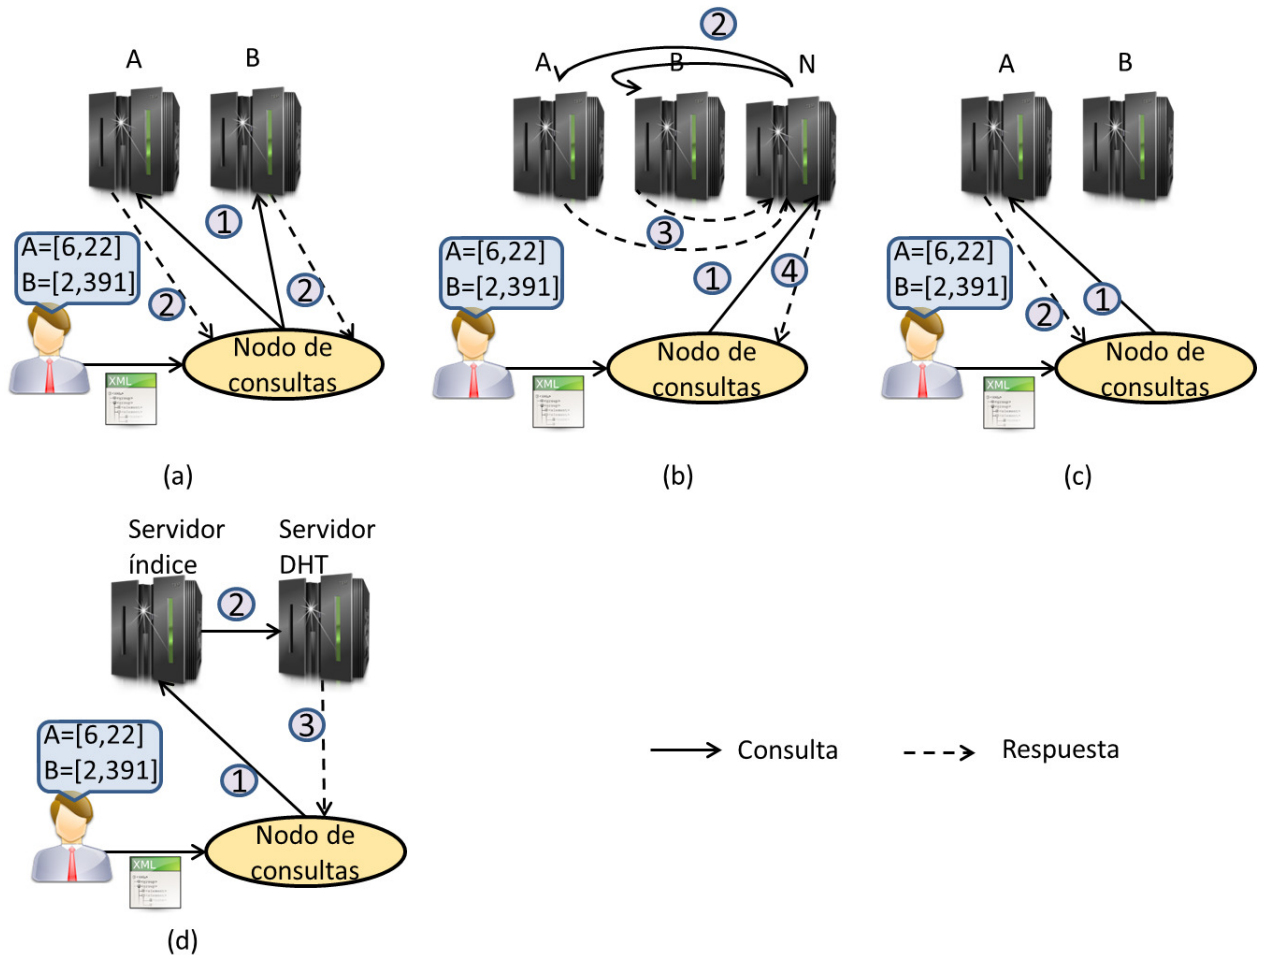 A
B
1
A=[6,22]
B=[2,391]
2
2
Nodo de
consultas
XML
(a)
2
A
B
N
3
A=[6,22]
B=[2,391]
1
4
Nodo de
consultas
XML
(b)
A
B
A=[6,22]
B=[2,391]
1
2
Nodo de
consultas
XML
(c)
Servidor
índice
Servidor
DHT
2
3
A=[6,22]
B=[2,391]
1
Nodo de
consultas
XML
(d)
Consulta
Respuesta